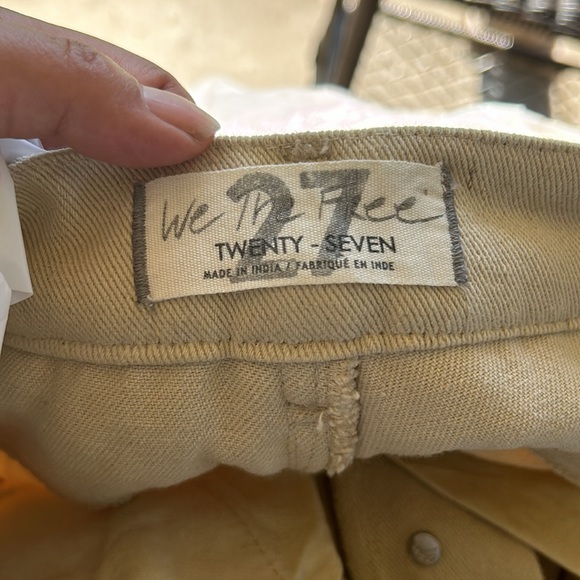 We The Free
27
TWENTY - SEVEN
MADE IN INDIA / FABRIQUÉ EN INDE